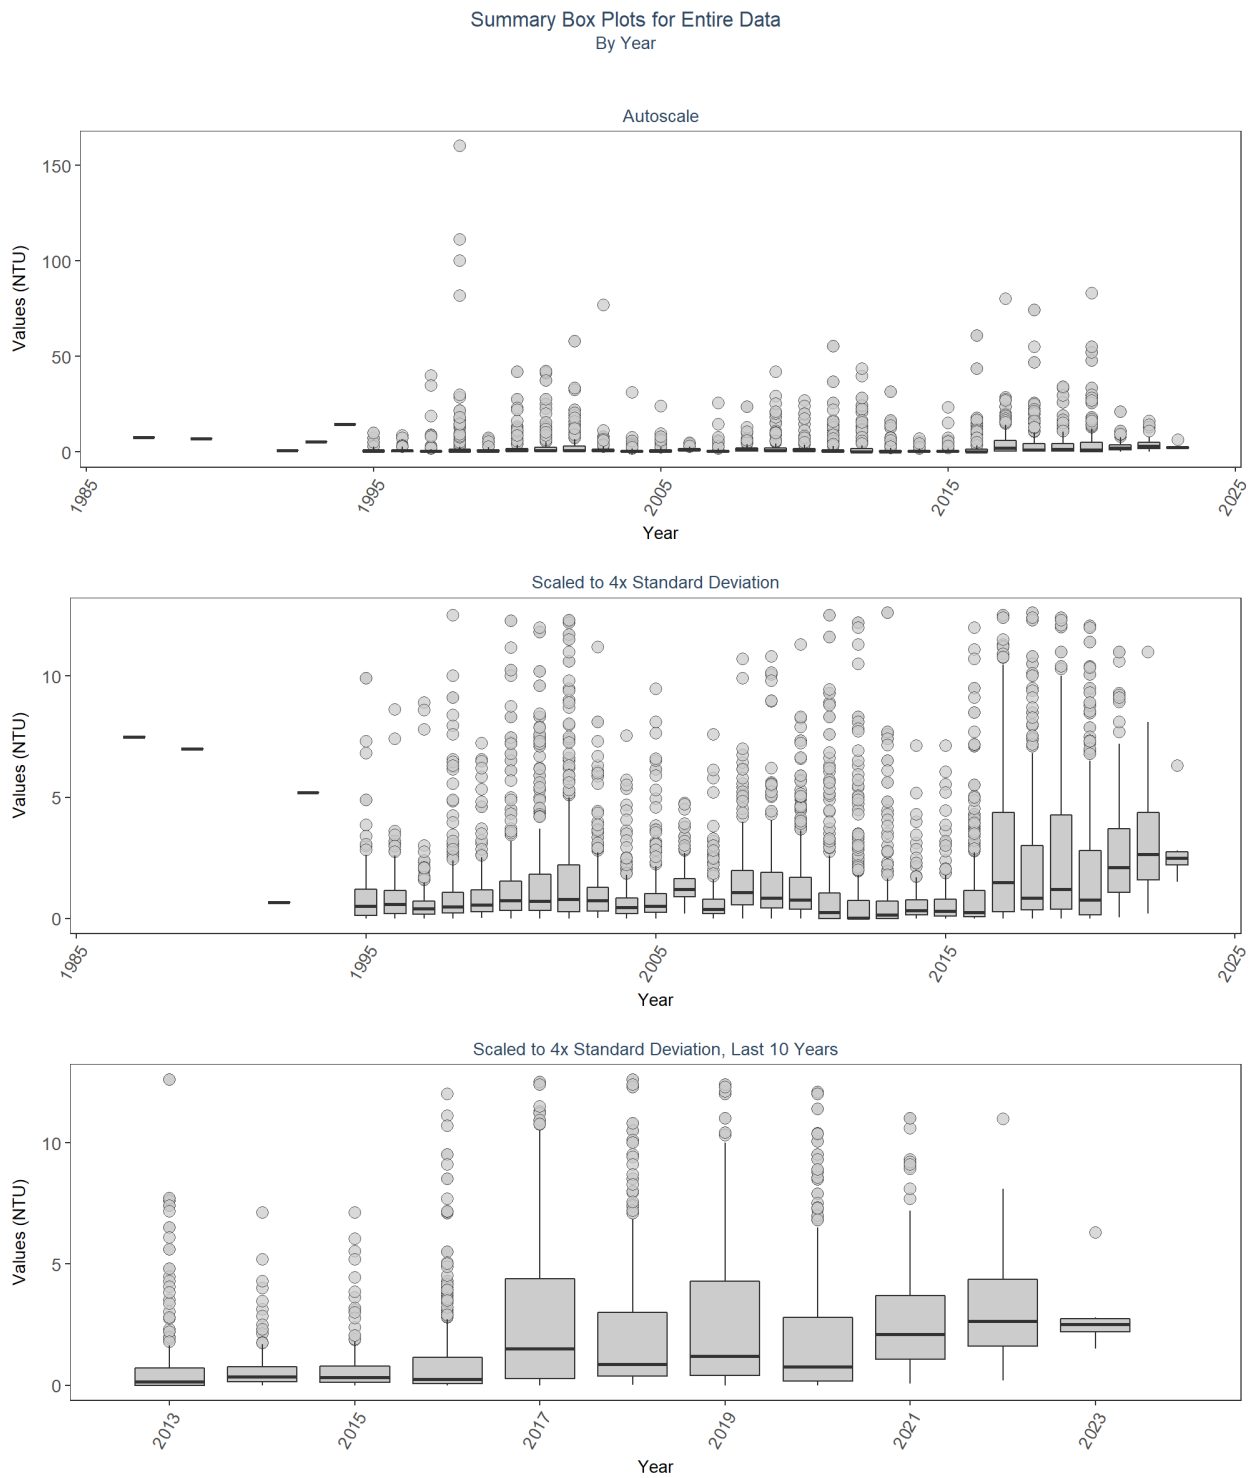 Summary Box Plots for Entire Data
By Year
Autoscale
Values (NTU)
150
100
50
0
1985
1995
2005
2015
2025
Year
Scaled to 4x Standard Deviation
Values (NTU)
10
5
0
1985
1995
2005
2015
2025
Year
Scaled to 4x Standard Deviation, Last 10 Years
Values (NTU)
10
5
0
2013
2015
2017
2019
2021
2023
Year